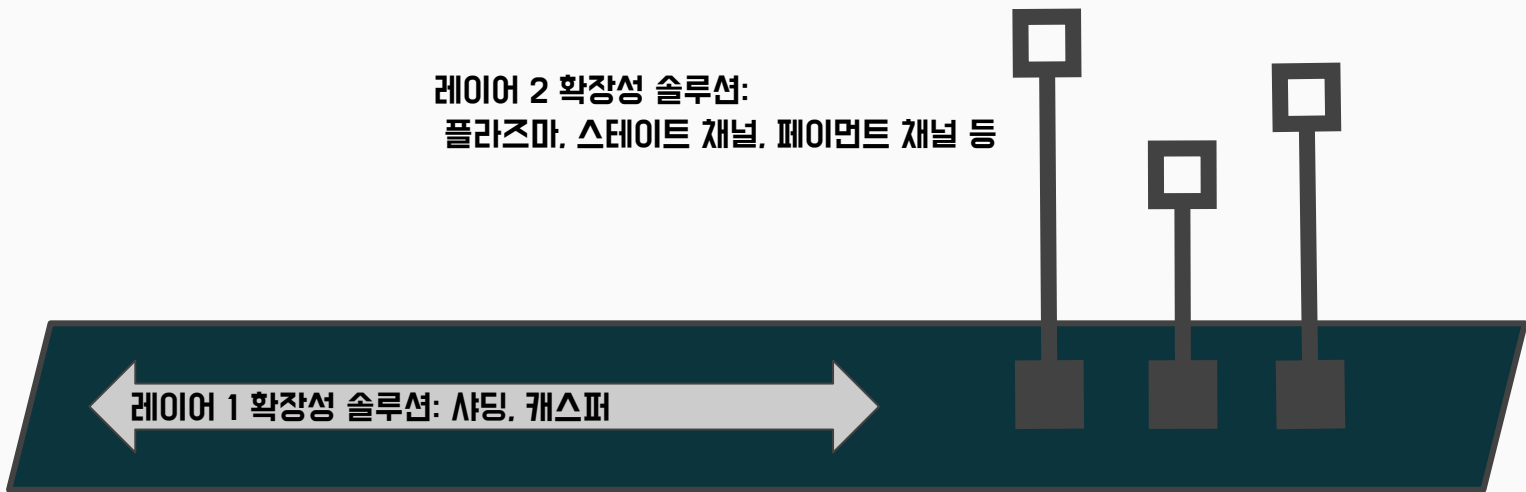 레이어 2 확장성 솔루션:
플라즈마, 스테이트 채널, 페이먼트 채널 등
레이어 1 확장성 솔루션: 샤딩, 캐스퍼